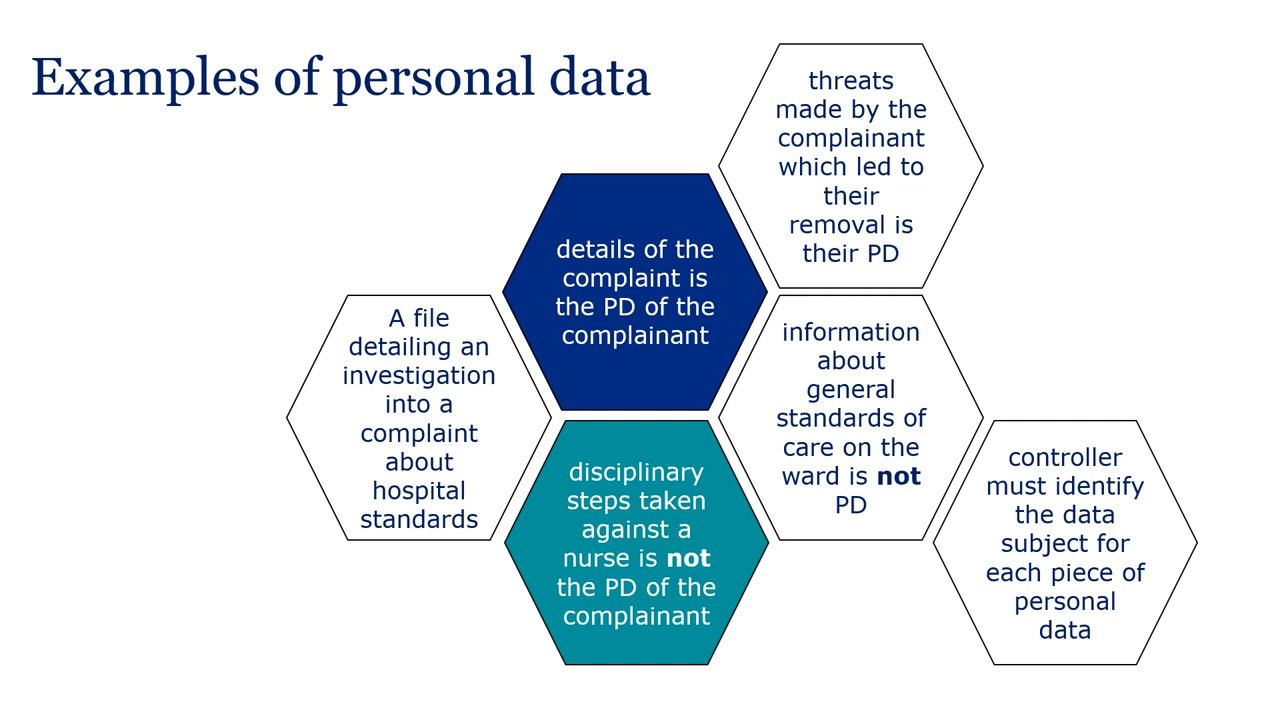 Examples of personal data
threats
made by the
complainant
which led to
their
removal is
their PD
details of the
complaint is
the PD of the
complainant
A file
detailing an
investigation
into a
complaint
about
hospital
standards
information
about
general
standards of
care on the
ward is not
PD
disciplinary
steps taken
against a
nurse is not
the PD of the
complainant
controller
must identify
the data
subject for
each piece of
personal
data